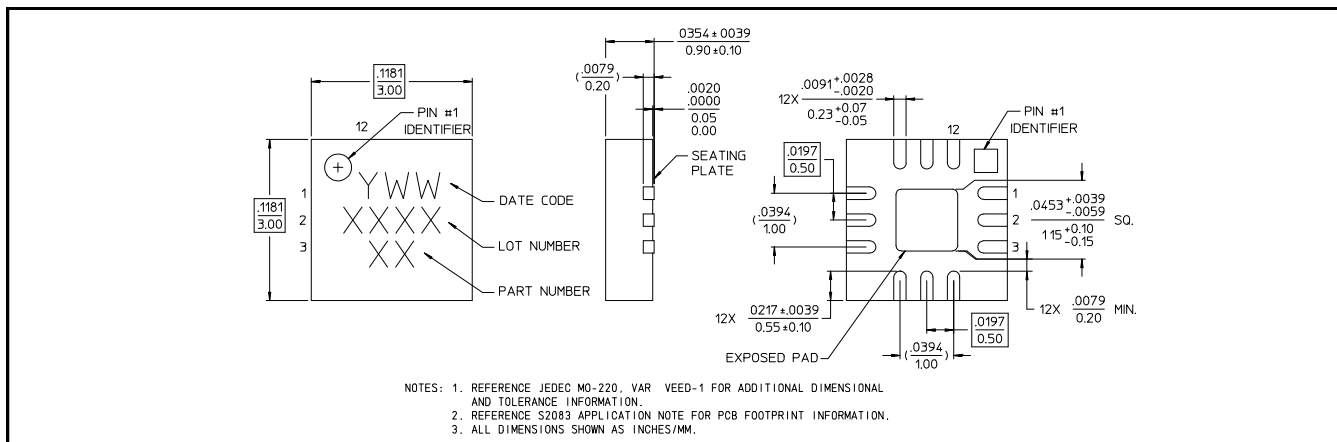 .1181
3.00
12
PIN #1
IDENTIFIER
.1181
3.00
1
2
3
YWW
XXXX
XX
DATE CODE
LOT NUMBER
PART NUMBER
.0354±.0039
0.90±0.10
(.0079
0.20)
.0020
.0000
0.05
0.00
SEATING
PLATE
12X .0091 +.0028 -.0020
0.23 +0.07 -0.05
12
PIN #1
IDENTIFIER
.0197
0.50
(.0394
1.00)
1
2
3
.0453 +.0039 -.0059 SQ.
1.15 +0.10 -0.15
12X .0217±.0039
0.55±0.10
12X .0079 MIN.
0.20
.0197
0.50
(.0394
1.00)
EXPOSED PAD
NOTES: 1. REFERENCE JEDEC MO-220, VAR VEED-1 FOR ADDITIONAL DIMENSIONAL
AND TOLERANCE INFORMATION.
2. REFERENCE S2083 APPLICATION NOTE FOR PCB FOOTPRINT INFORMATION.
3. ALL DIMENSIONS SHOWN AS INCHES/MM.